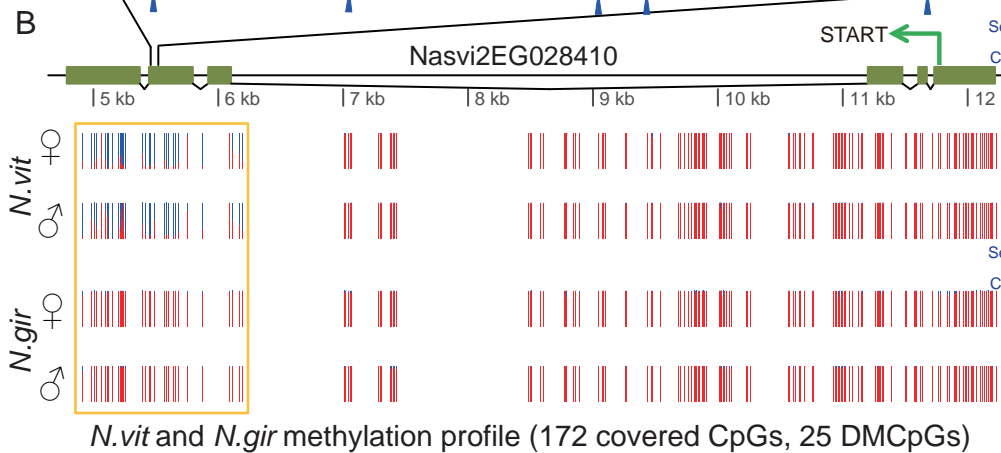 B
Nasvi2EG028410
START
5 kb 6 kb 7 kb 8 kb 9 kb 10 kb 11 kb 12
N.vit ♀
♂
N.gir ♀
♂
N.vit and N.gir methylation profile (172 covered CpGs, 25 DMCpGs)